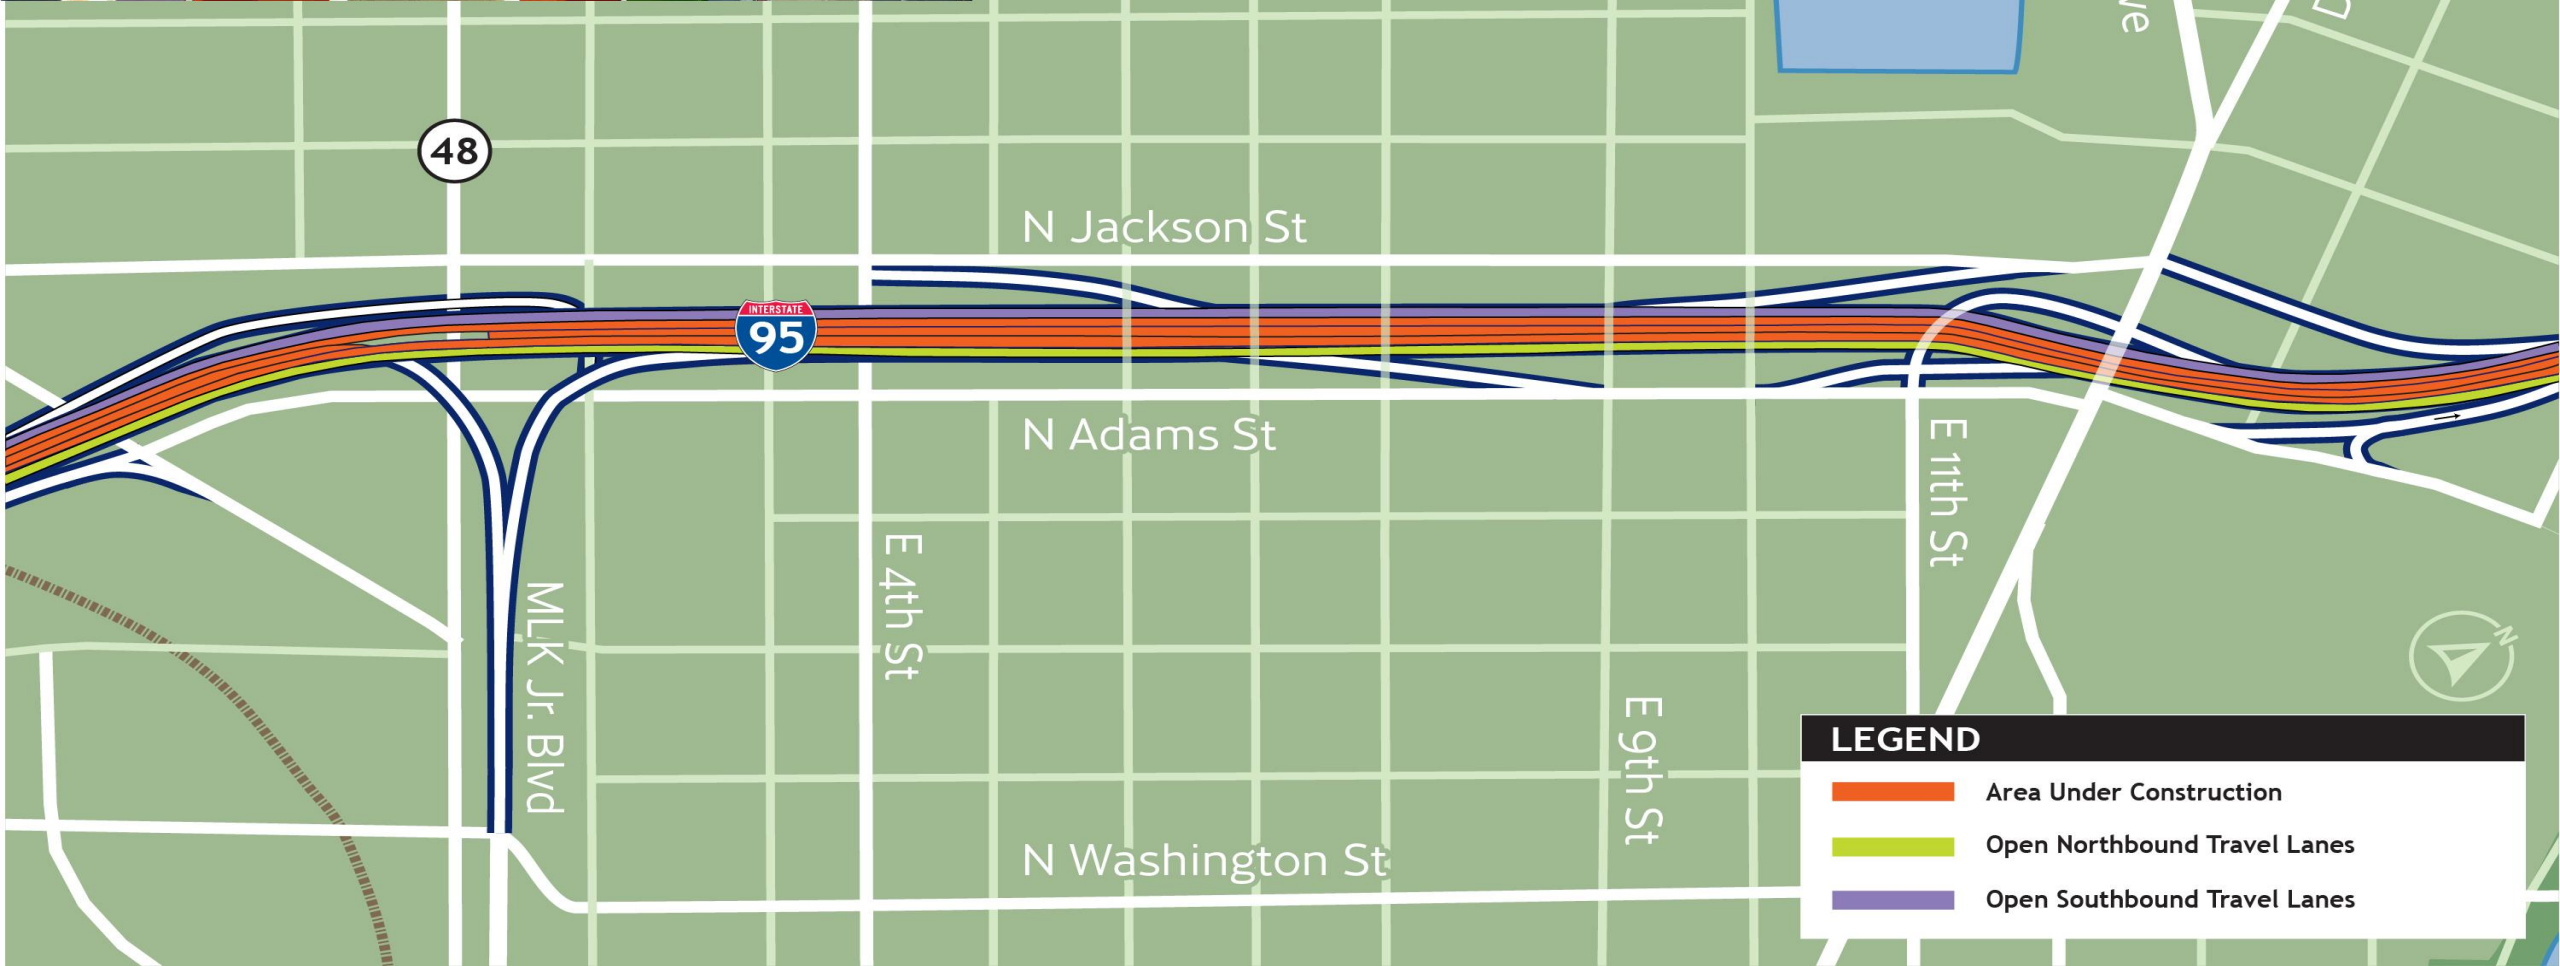 48
N Jackson St
INTERSTATE
95
N Adams St
E 11th St
E 4th St
MLK Jr. Blvd
N
E 9th St
N Washington St
LEGEND
Area Under Construction
Open Northbound Travel Lanes
Open Southbound Travel Lanes